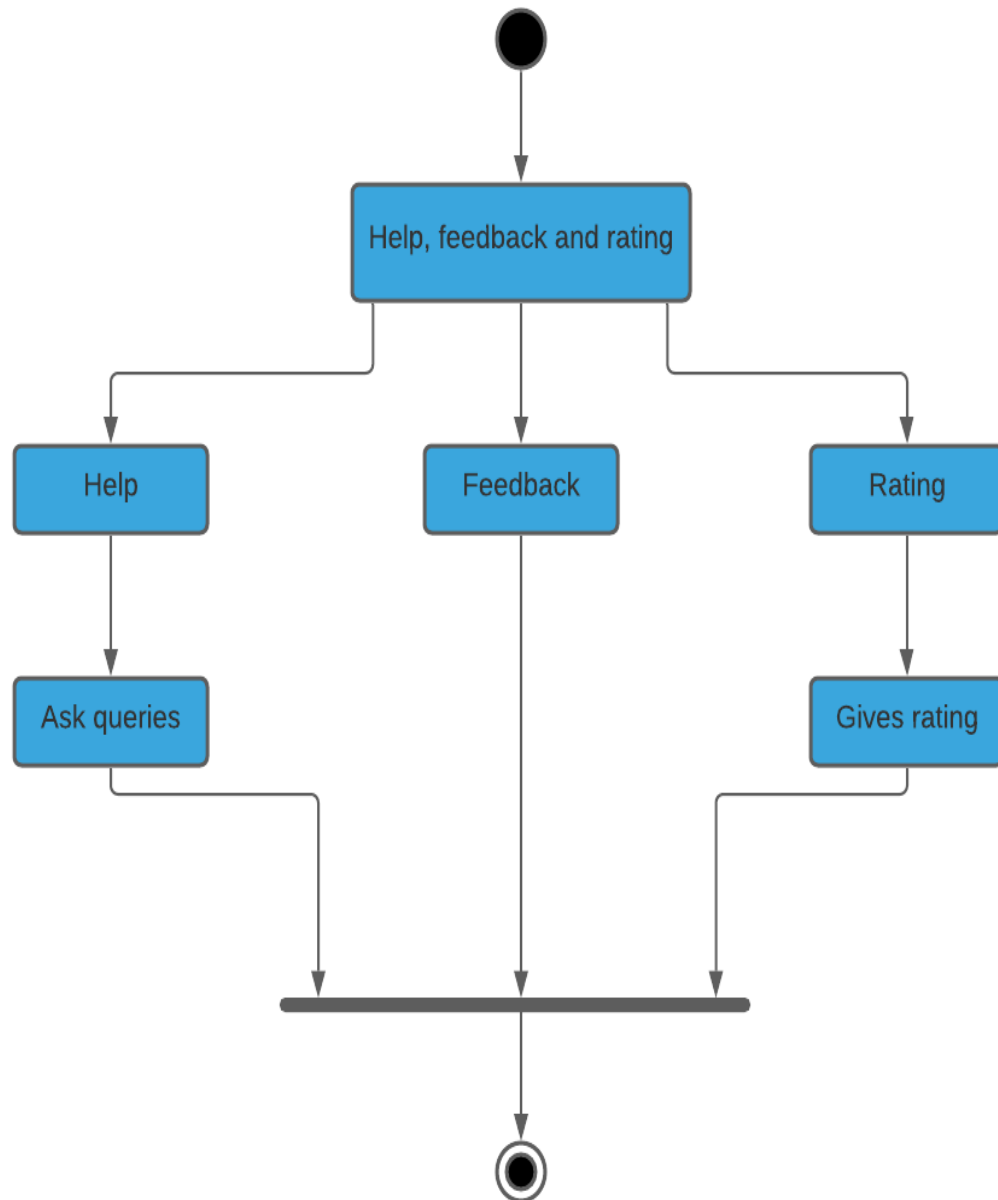 Help, feedback and rating
Help
Feedback
Rating
Ask queries
Gives rating